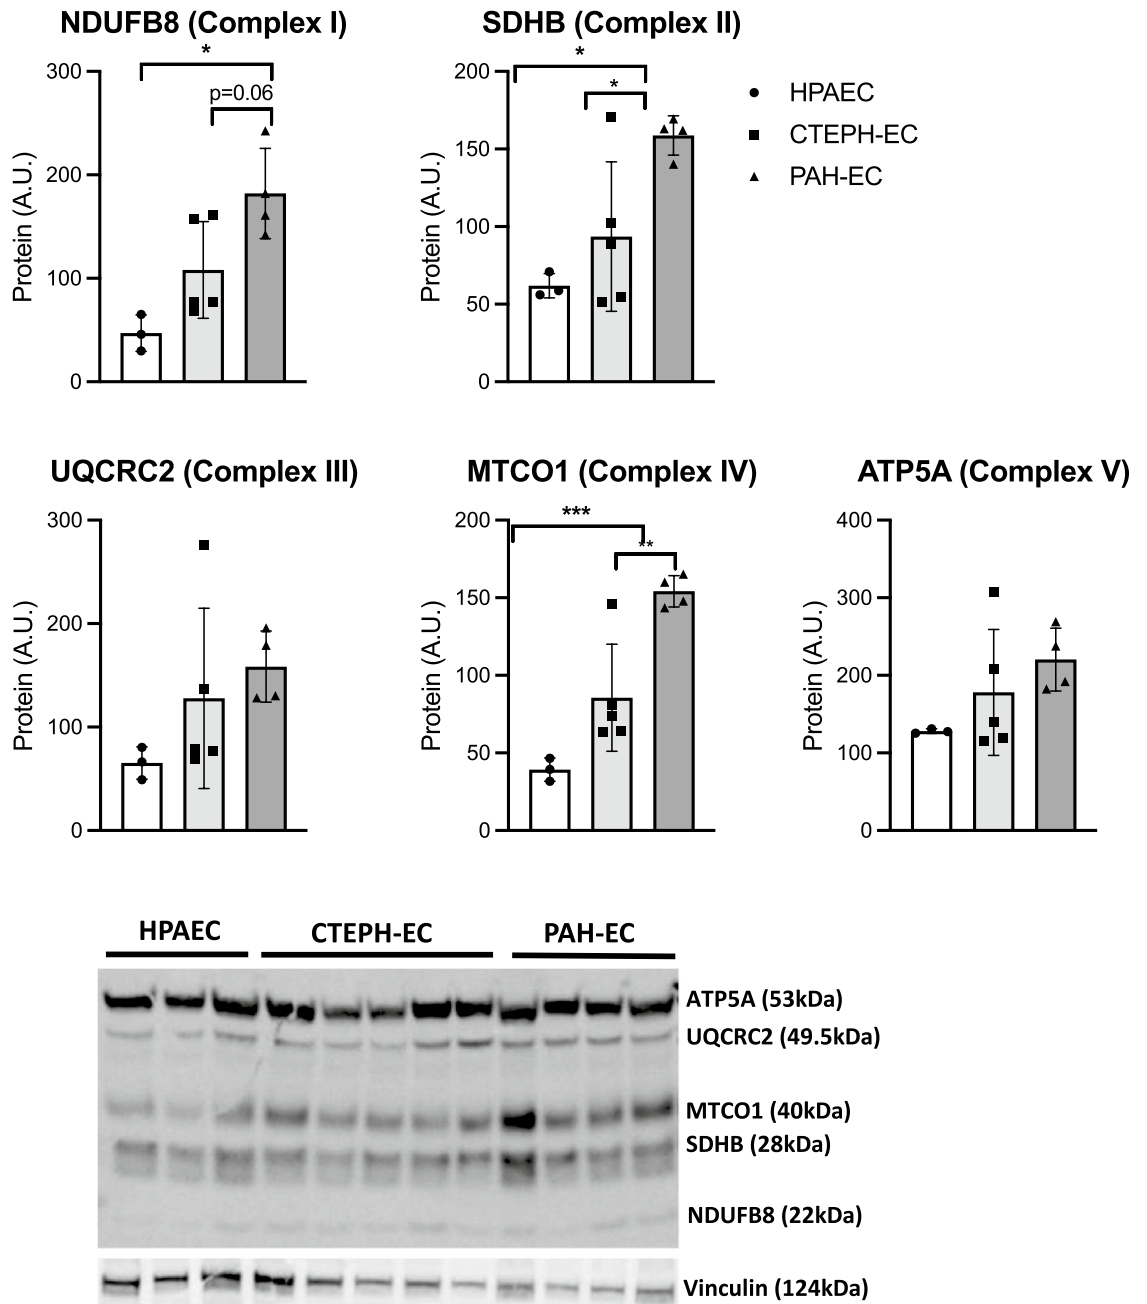 NDUFB8 (Complex I)
*
p=0.06
300
200
100
0
Protein (A.U.)
SDHB (Complex II)
*
*
200
150
100
50
0
Protein (A.U.)
HPAEC
CTEPH-EC
PAH-EC
UQCRC2 (Complex III)
300
200
100
0
Protein (A.U.)
MTCO1 (Complex IV)
***
**
200
150
100
50
0
Protein (A.U.)
ATP5A (Complex V)
400
300
200
100
0
Protein (A.U.)
HPAEC
CTEPH-EC
PAH-EC
ATP5A (53kDa)
UQCRC2 (49.5kDa)
MTCO1 (40kDa)
SDHB (28kDa)
NDUFB8 (22kDa)
Vinculin (124kDa)